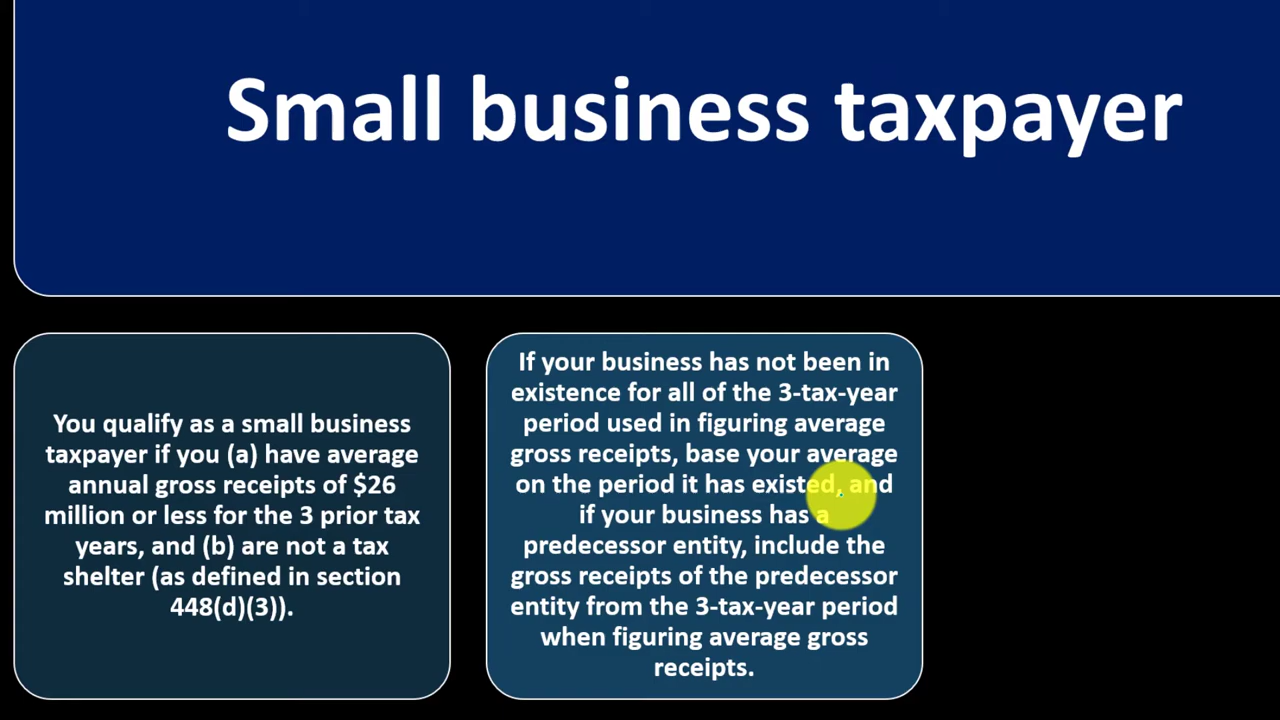 Small business taxpayer
You qualify as a small business
taxpayer if you (a) have average
annual gross receipts of $26
million or less for the 3 prior tax
years, and (b) are not a tax
shelter (as defined in section
448(d)(3)).
If your business has not been in
existence for all of the 3-tax-year
period used in figuring average
gross receipts, base your average
on the period it has existed, and
if your business has a
predecessor entity, include the
gross receipts of the predecessor
entity from the 3-tax-year period
when figuring average gross
receipts.